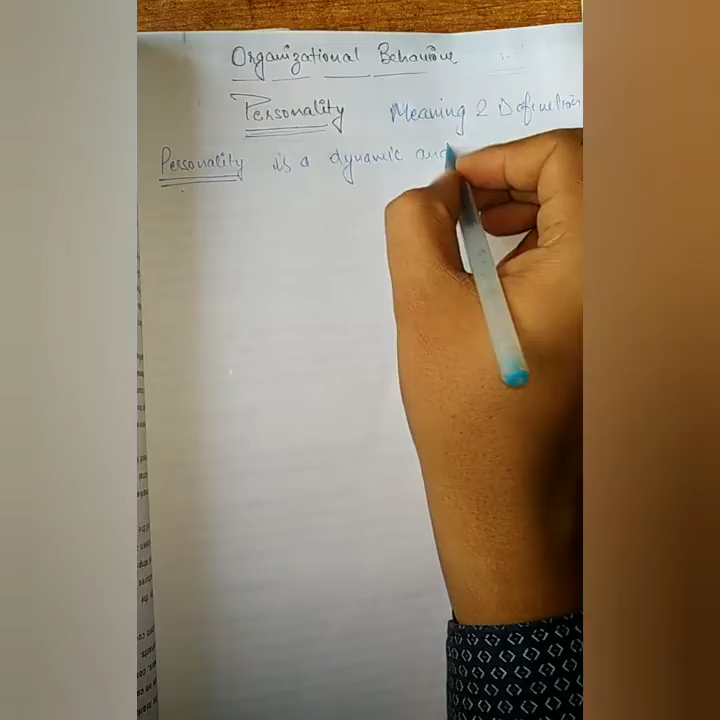 Organizational Behaviour
Personality Meaning & Definition
Personality is a dynamic and